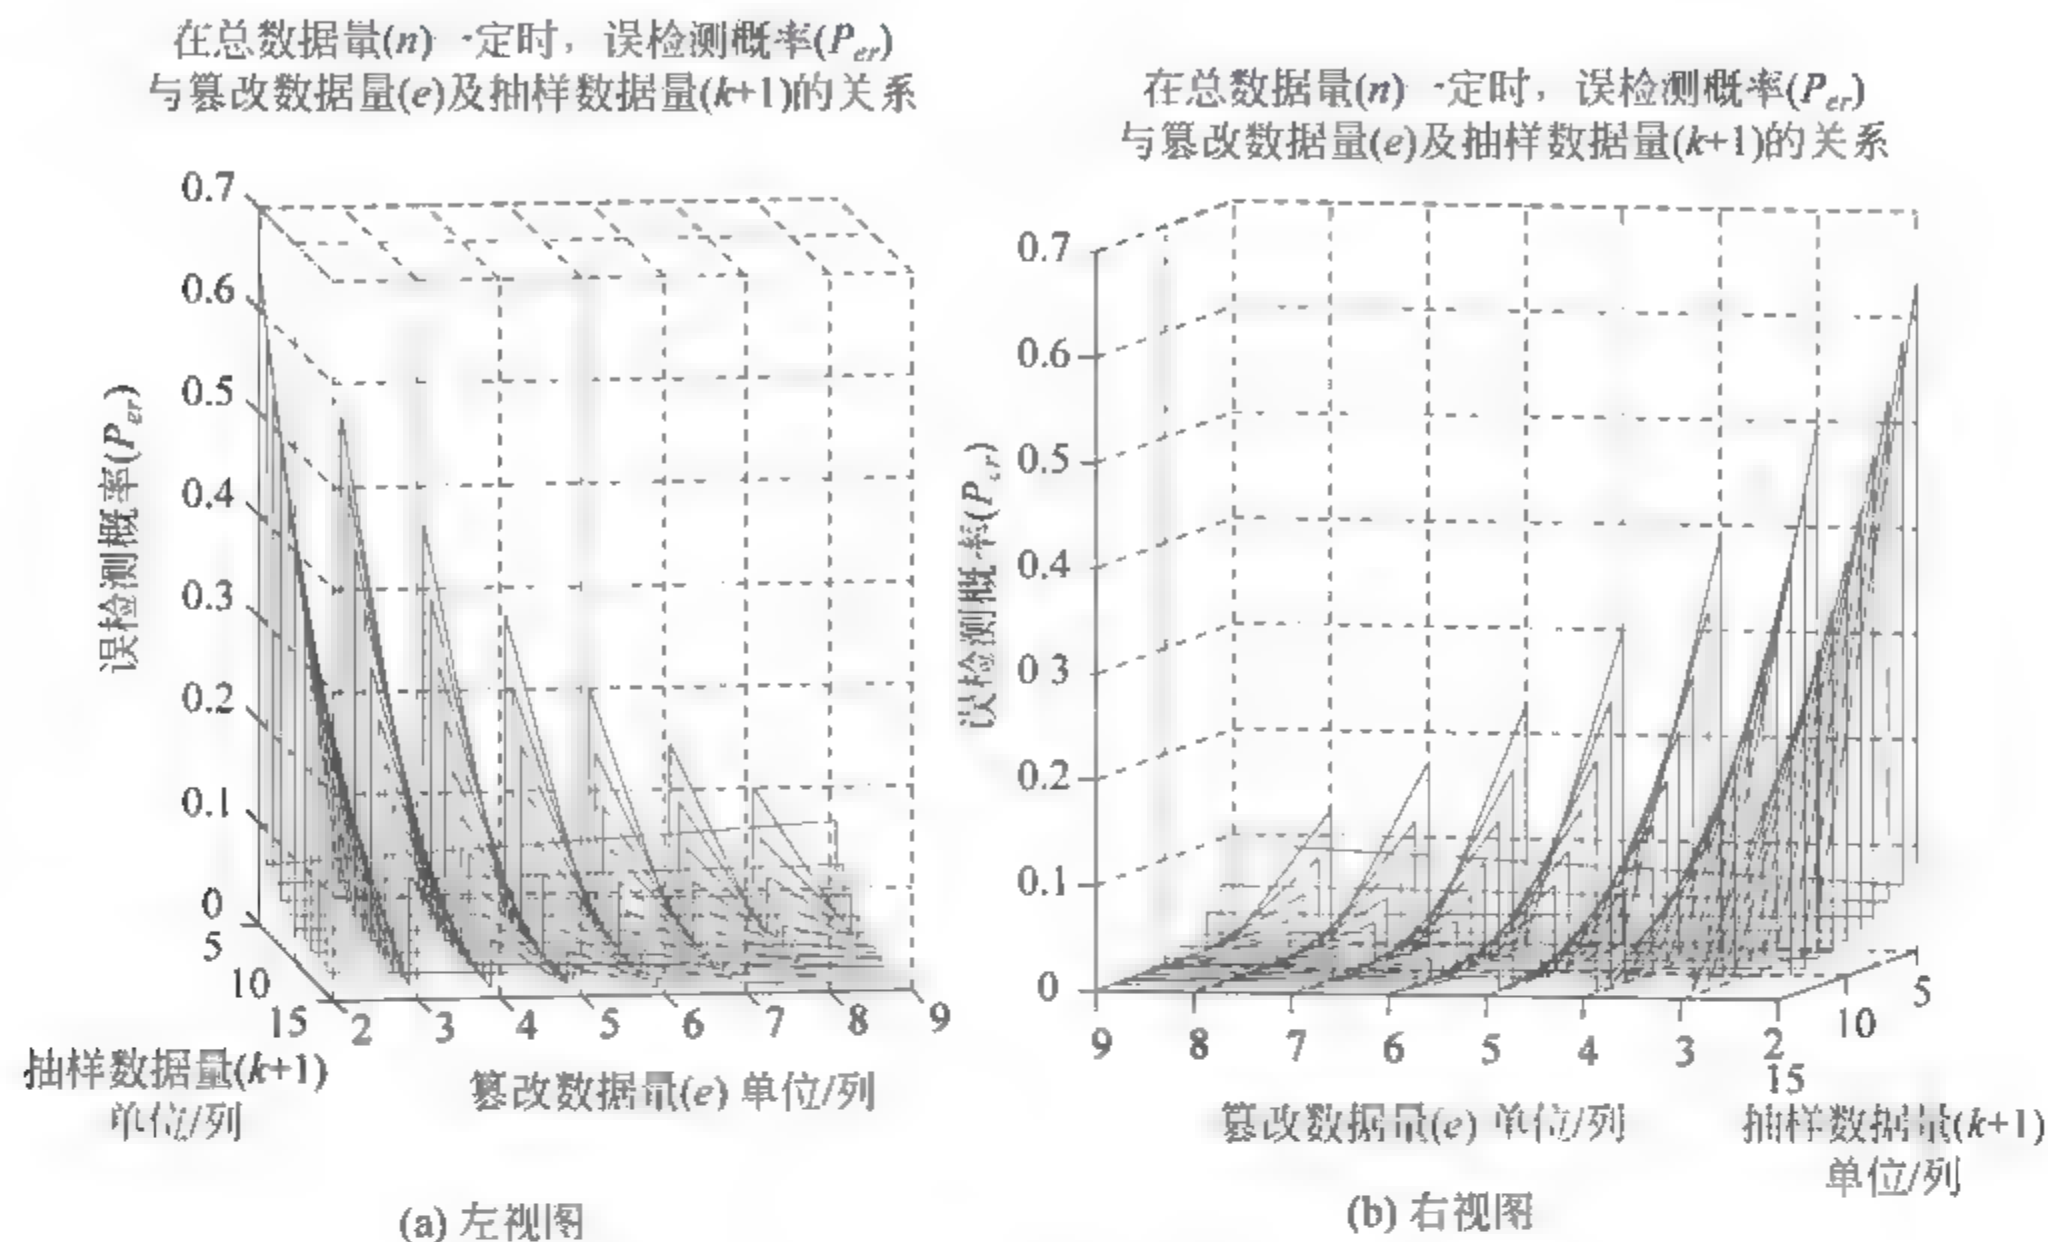 在总数据量(n)一定时，误检测概率(Per)
与篡改数据量(e)及抽样数据量(k+1)的关系
误检测概率(Per)
0.7
0.6
0.5
0.4
0.3
0.2
0.1
0
5
10
15
2
3
4
5
6
7
8
9
抽样数据量(k+1)
单位/列
篡改数据量(e) 单位/列
(a) 左视图
在总数据量(n)一定时，误检测概率(Per)
与篡改数据量(e)及抽样数据量(k+1)的关系
误检测概率(Per)
0.7
0.6
0.5
0.4
0.3
0.2
0.1
0
9
8
7
6
5
4
3
2
15
10
5
篡改数据量(e) 单位/列
抽样数据量(k+1)
单位/列
(b) 右视图